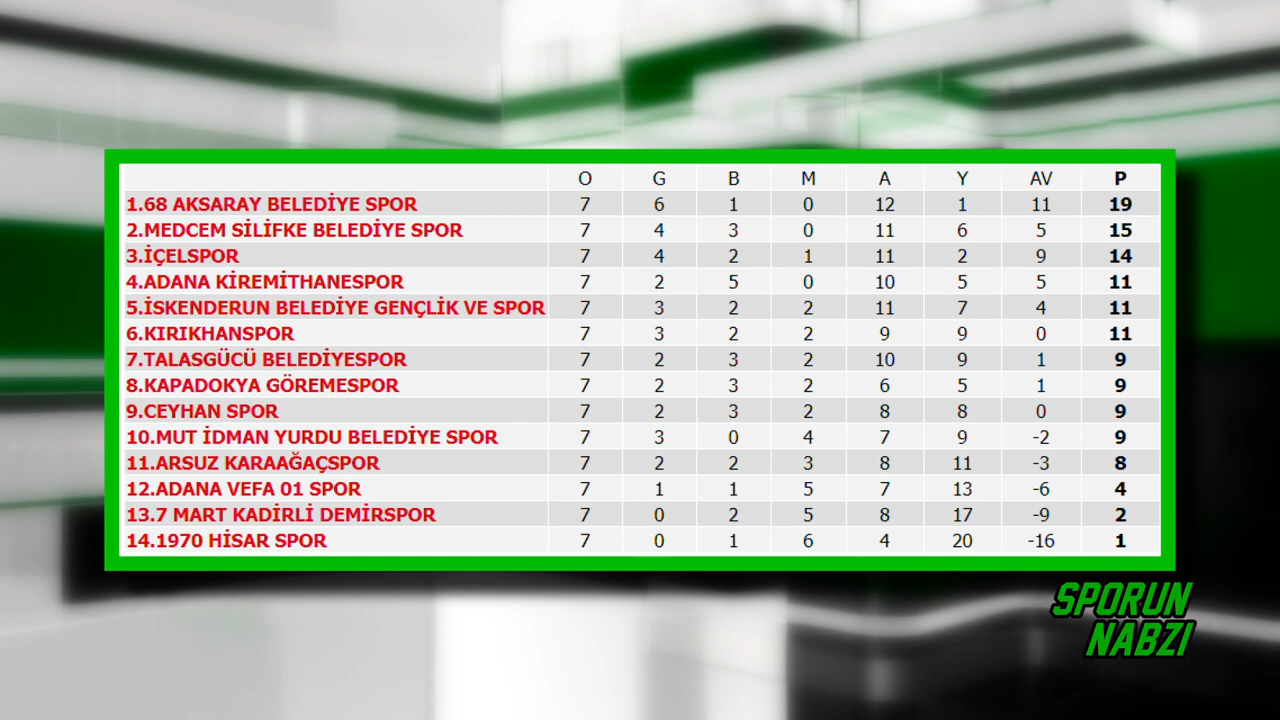 O G B M A Y AV P
1.68 AKSARAY BELEDİYE SPOR 7 6 1 0 12 1 11 19
2.MEDCEM SİLİFKE BELEDİYE SPOR 7 4 3 0 11 6 5 15
3.İÇELSPOR 7 4 2 1 11 2 9 14
4.ADANA KİREMİTHANESPOR 7 2 5 0 10 5 5 11
5.İSKENDERUN BELEDİYE GENÇLİK VE SPOR 7 3 2 2 11 7 4 11
6.KIRIKHANSPOR 7 3 2 2 9 9 0 11
7.TALASGÜCÜ BELEDİYESPOR 7 2 3 2 10 9 1 9
8.KAPADOKYA GÖREMESPOR 7 2 3 2 6 5 1 9
9.CEYHAN SPOR 7 2 3 2 8 8 0 9
10.MUT İDMAN YURDU BELEDİYE SPOR 7 3 0 4 7 9 -2 9
11.ARSUZ KARAAĞAÇSPOR 7 2 2 3 8 11 -3 8
12.ADANA VEFA 01 SPOR 7 1 1 5 7 13 -6 4
13.7 MART KADİRLİ DEMİRSPOR 7 0 2 5 8 17 -9 2
14.1970 HİSAR SPOR 7 0 1 6 4 20 -16 1
SPORUN
NABZI